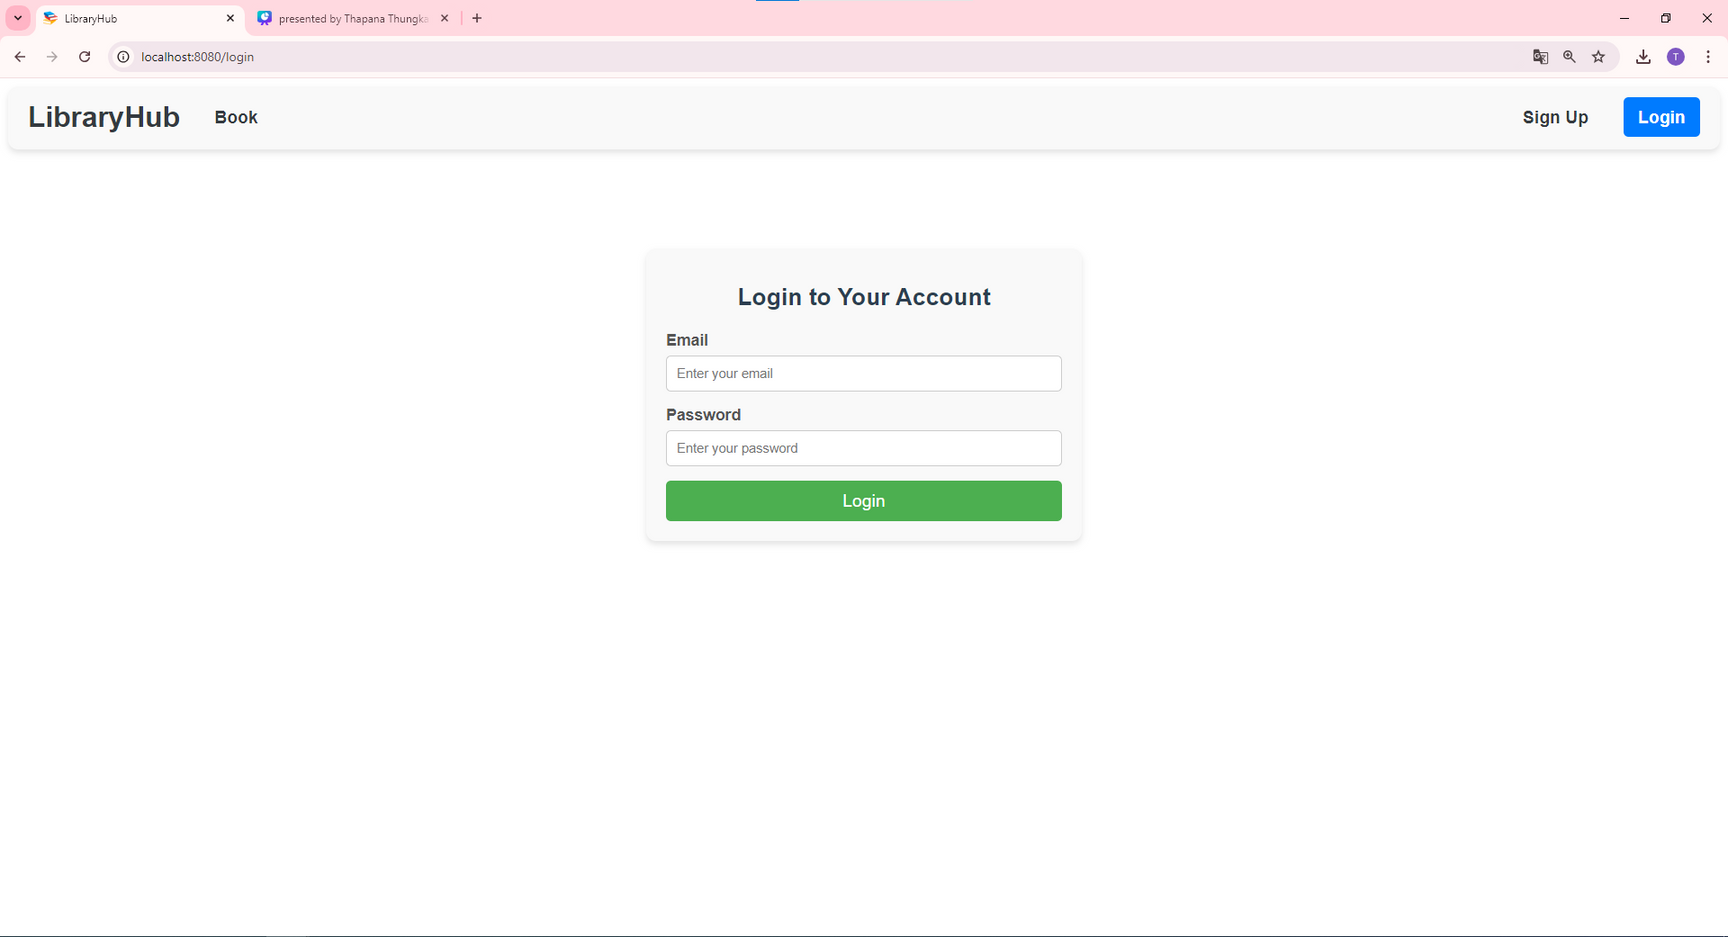 LibraryHub
presented by Thapana Thungka
localhost:8080/login
T
LibraryHub Book Sign Up Login
Login to Your Account
Email
Enter your email
Password
Enter your password
Login